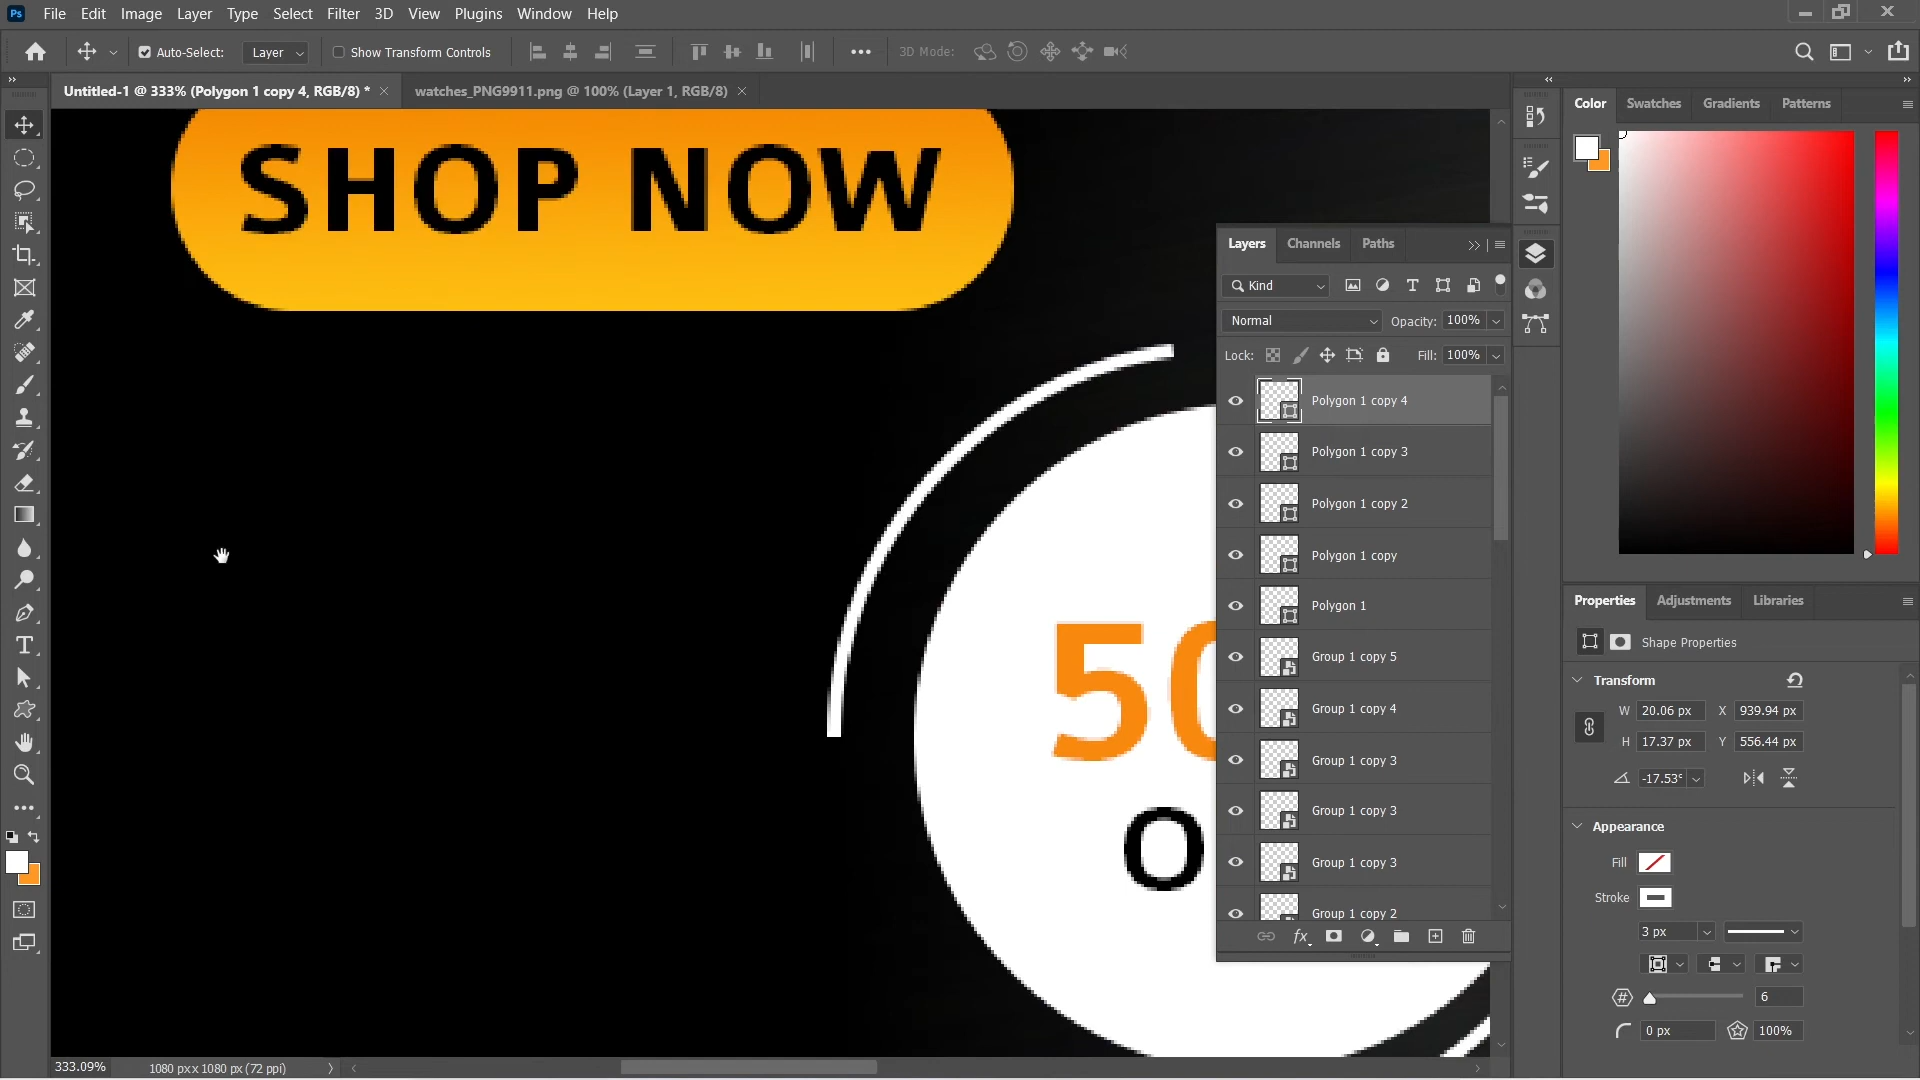 Ps File Edit Image Layer Type Select Filter 3D View Plugins Window Help
Auto-Select: Layer Show Transform Controls 3D Mode:
Untitled-1 @ 333% (Polygon 1 copy 4, RGB/8) * watches_PNG9911.png @ 100% (Layer 1, RGB/8)
SHOP NOW
50
O
Layers Channels Paths
Kind
Normal Opacity: 100%
Lock: Fill: 100%
Polygon 1 copy 4
Polygon 1 copy 3
Polygon 1 copy 2
Polygon 1 copy
Polygon 1
Group 1 copy 5
Group 1 copy 4
Group 1 copy 3
Group 1 copy 3
Group 1 copy 3
Group 1 copy 2
fx
Color Swatches Gradients Patterns
Properties Adjustments Libraries
Shape Properties
Transform
W 20.06 px X 939.94 px
H 17.37 px Y 556.44 px
-17.53°
Appearance
Fill
Stroke
3 px
6
0 px 100%
333.09% 1080 px x 1080 px (72 ppi)